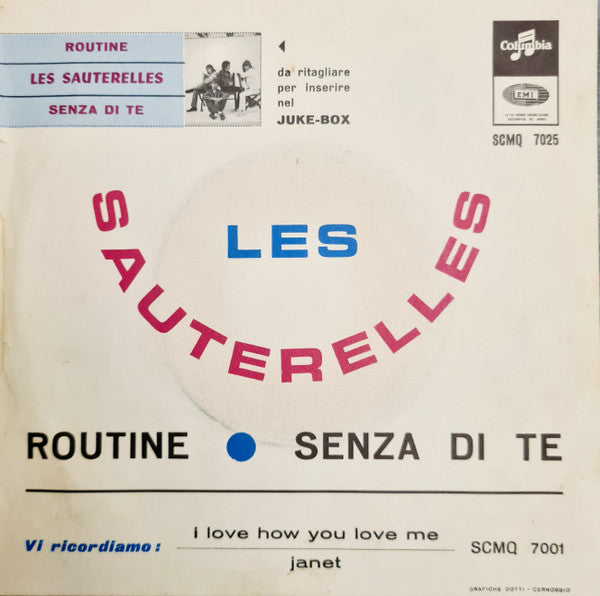 ROUTINE
LES SAUTERELLES
SENZA DI TE
da ritagliare
per inserire
nel
JUKE-BOX
Columbia
EMI
SCMQ 7025
LES
SAUTERELLES
ROUTINE ● SENZA DI TE
Vi ricordiamo:
i love how you love me
janet
SCMQ 7001
GRAFICHE DOTTI - CERNOBBIO